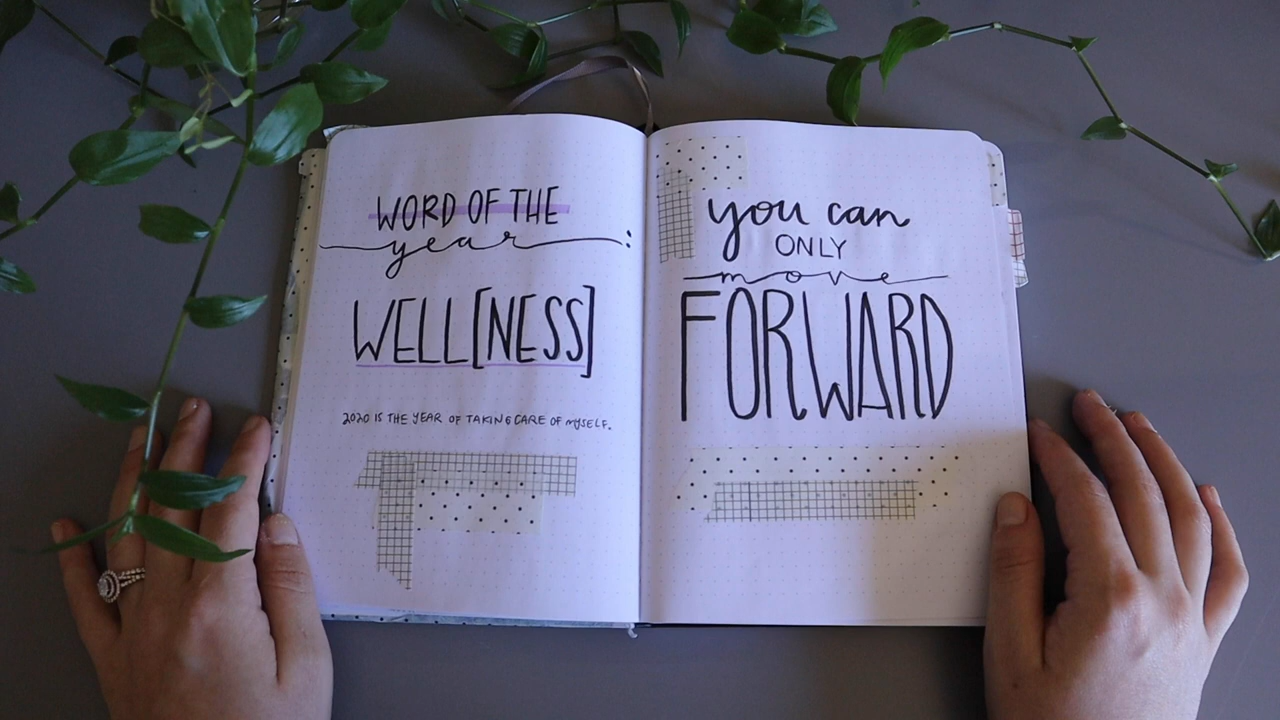 WORD OF THE
year:
WELL[NESS]
2020 IS THE YEAR OF TAKING CARE OF MYSELF.
you can
ONLY
move
FORWARD